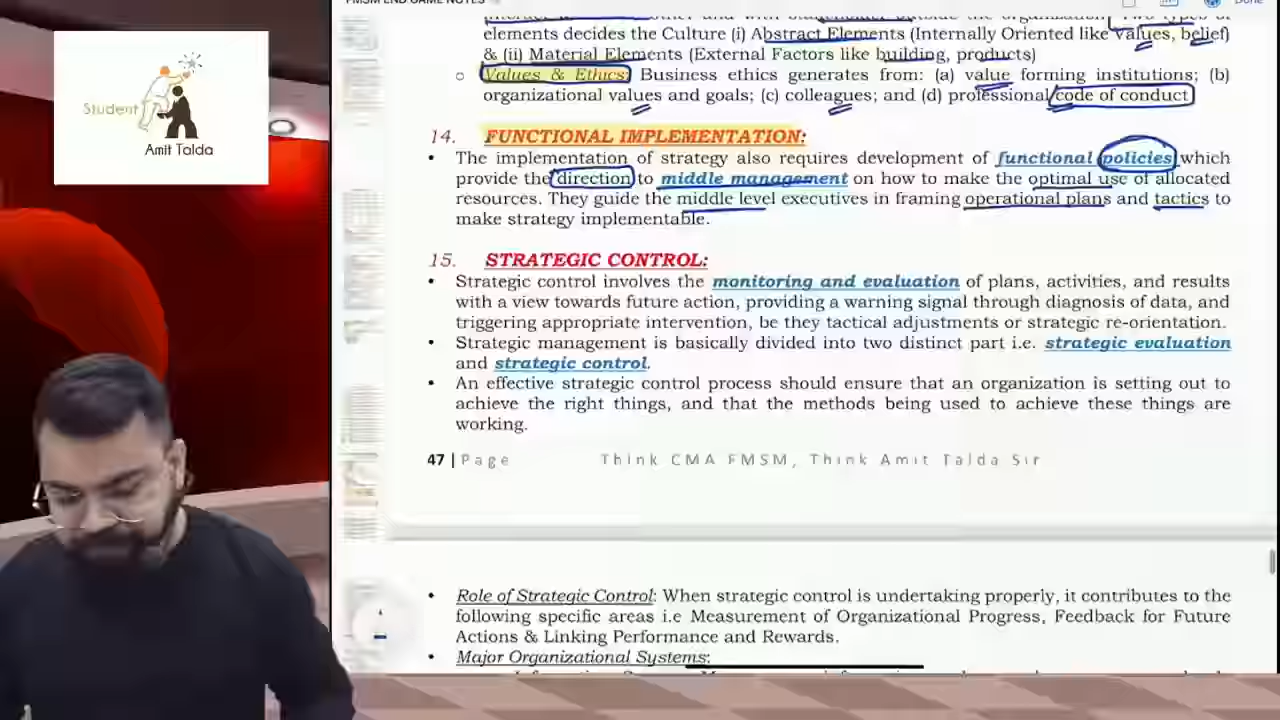 FMSM END GAME NOTES
Done
elements decide the Culture (i) Abstract Elements (Internally Oriented like values, belief)
& (ii) Material Elements (External Factors like building, products)
Student
Amit Talda
o Values & Ethics: Business ethics generates from: (a) value forming institutions; (b)
organizational values and goals; (c) colleagues; and (d) professional code of conduct
14. FUNCTIONAL IMPLEMENTATION:
• The implementation of strategy also requires development of functional policies which
provide the direction to middle management on how to make the optimal use of allocated
resources. They guide the middle level executives in framing operational plans and tactics to
make strategy implementable.
15. STRATEGIC CONTROL:
• Strategic control involves the monitoring and evaluation of plans, activities, and results
with a view towards future action, providing a warning signal through diagnosis of data, and
triggering appropriate intervention, be they tactical adjustments or strategic re-orientation.
• Strategic management is basically divided into two distinct part i.e. strategic evaluation
and strategic control.
• An effective strategic control process should ensure that an organization is setting out to
achieve the right things, and that the methods being used to achieve these things
working.
47 | Page Think CMA FMSM, Think Amit Talda Sir
• Role of Strategic Control: When strategic control is undertaking properly, it contributes to the
following specific areas i.e Measurement of Organizational Progress, Feedback for Future
Actions & Linking Performance and Rewards.
• Major Organizational Systems: